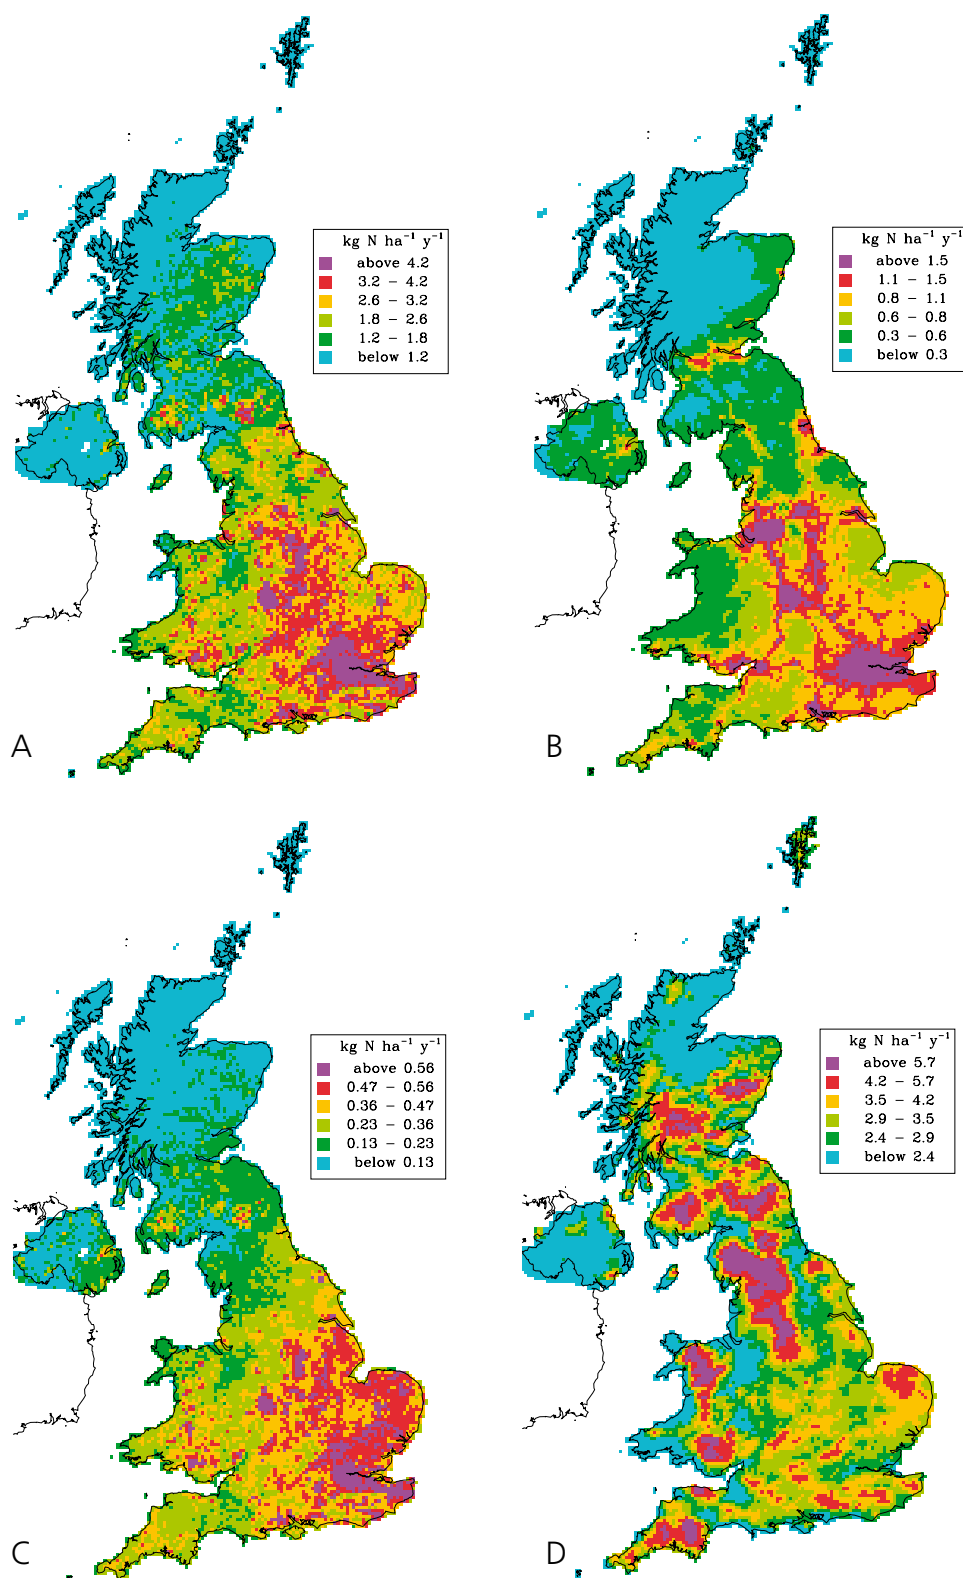 kg N ha⁻¹ y⁻¹
above 4.2
3.2 – 4.2
2.6 – 3.2
1.8 – 2.6
1.2 – 1.8
below 1.2
A
kg N ha⁻¹ y⁻¹
above 1.5
1.1 – 1.5
0.8 – 1.1
0.6 – 0.8
0.3 – 0.6
below 0.3
B
kg N ha⁻¹ y⁻¹
above 0.56
0.47 – 0.56
0.36 – 0.47
0.23 – 0.36
0.13 – 0.23
below 0.13
C
kg N ha⁻¹ y⁻¹
above 5.7
4.2 – 5.7
3.5 – 4.2
2.9 – 3.5
2.4 – 2.9
below 2.4
D